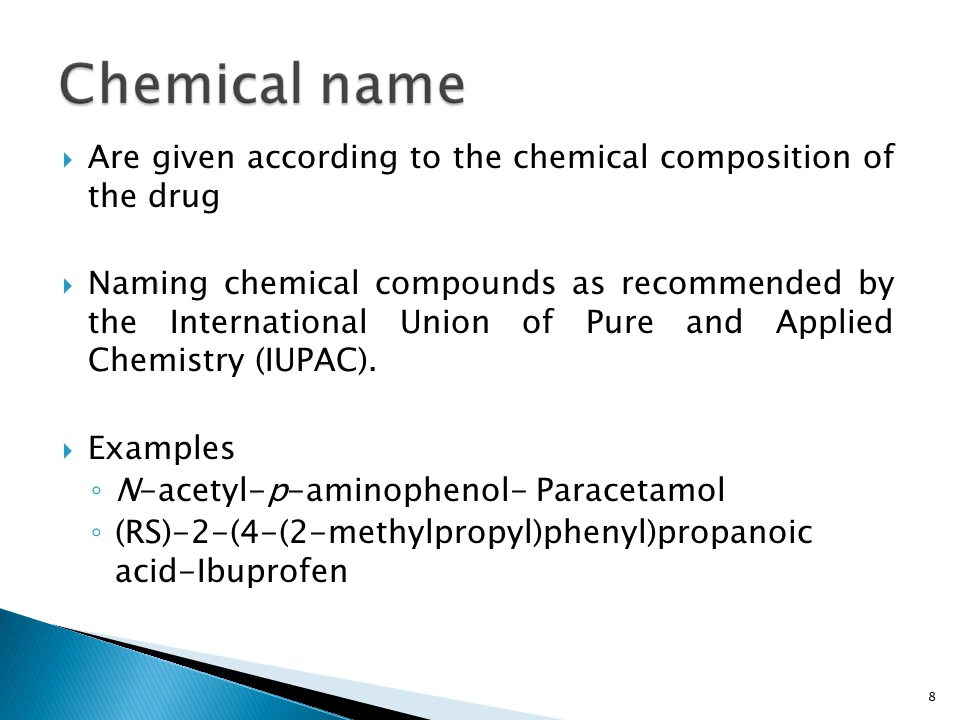 Chemical name
Are given according to the chemical composition of
the drug
Naming chemical compounds as recommended by
the International Union of Pure and Applied
Chemistry (IUPAC).
Examples
N-acetyl-p-aminophenol- Paracetamol
(RS)-2-(4-(2-methylpropyl)phenyl)propanoic
acid-Ibuprofen
8